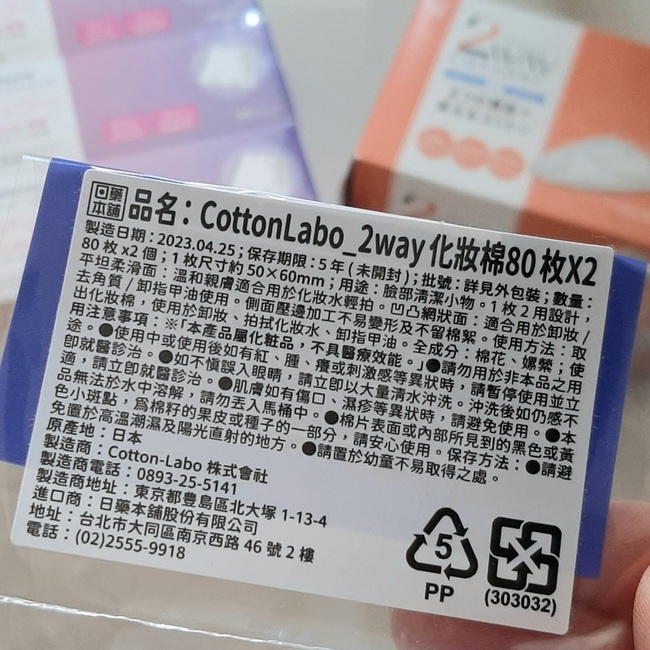 2way
日藥本舖 品名：CottonLabo_2way 化妝棉80枚X2
製造日期：2023.04.25；保存期限：5年(未開封)；批號：詳見外包裝；數量：
80枚x2個；1枚尺寸約50×60mm；用途：臉部清潔小物。1枚2用設計，
平坦柔滑面：溫和親膚適合用於化妝水輕拍。凹凸網狀面：適合用於卸妝/
去角質/卸指甲油使用。側面壓邊加工不易變形及不留棉絮。使用方法：取
出化妝棉，使用於卸妝、拍拭化妝水、卸指甲油。全成分：棉花、嫘縈；使
用注意事項：※「本產品屬化粧品，不具醫療效能。」●請勿用於非本品之用
途。●使用中或使用後如有紅、腫、癢或刺激感等異狀時，請暫停使用並立
即就醫診治。●如不慎誤入眼睛，請立即以大量清水沖洗。沖洗後如仍感不
適，請立即就醫診治。●肌膚如有傷口、濕疹等異狀時，請避免使用。●本
品無法於水中溶解，請勿丟入馬桶中。●棉片表面或內部所見到的黑色或黃
色小斑點，爲棉籽的果皮或種子的一部分，請安心使用。保存方法：●請避
免置於高溫潮濕及陽光直射的地方。●請置於幼童不易取得之處。
原產地：日本
製造商：Cotton-Labo 株式會社
製造商電話：0893-25-5141
製造商地址：東京都豊島區北大塚 1-13-4
進口商：日藥本舖股份有限公司
地址：台北市大同區南京西路 46 號 2 樓
電話：(02)2555-9918
5
PP
(303032)